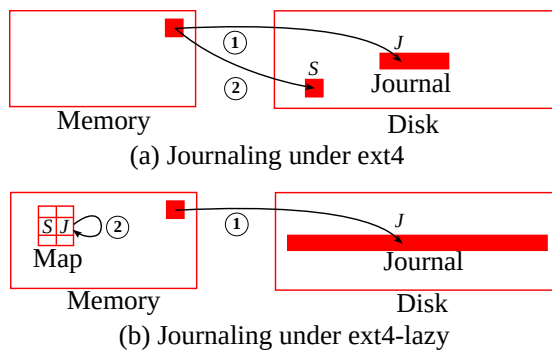 ① J
② S
Journal
Memory Disk
(a) Journaling under ext4
S J ② ① J
Map Journal
Memory Disk
(b) Journaling under ext4-lazy